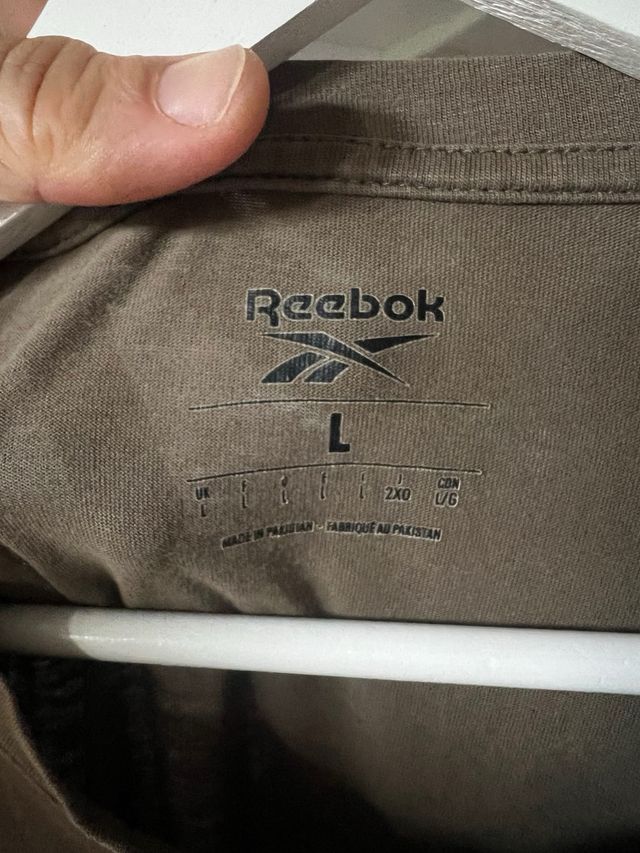 Reebok
L
UK J CDN
L 2XO L/G
MADE IN PAKISTAN - FABRIQUÉ AU PAKISTAN